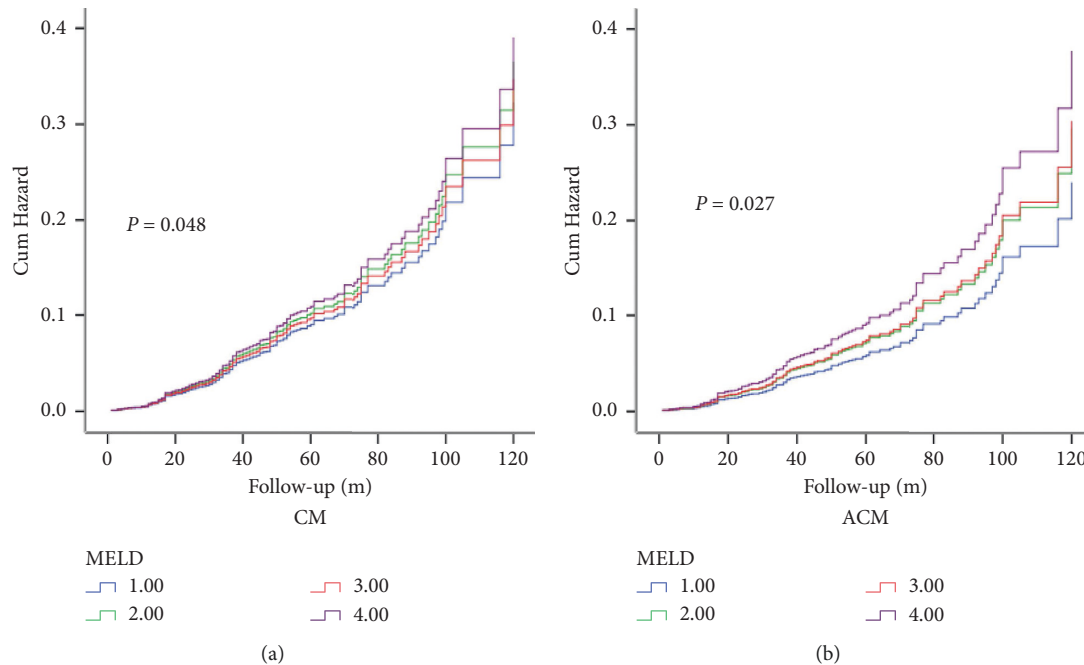 0.4
0.3
0.2
0.1
0.0
Cum Hazard
P = 0.048
0 20 40 60 80 100 120
Follow-up (m)
CM
MELD
1.00 3.00
2.00 4.00
(a)
0.4
0.3
0.2
0.1
0.0
Cum Hazard
P = 0.027
0 20 40 60 80 100 120
Follow-up (m)
ACM
MELD
1.00 3.00
2.00 4.00
(b)